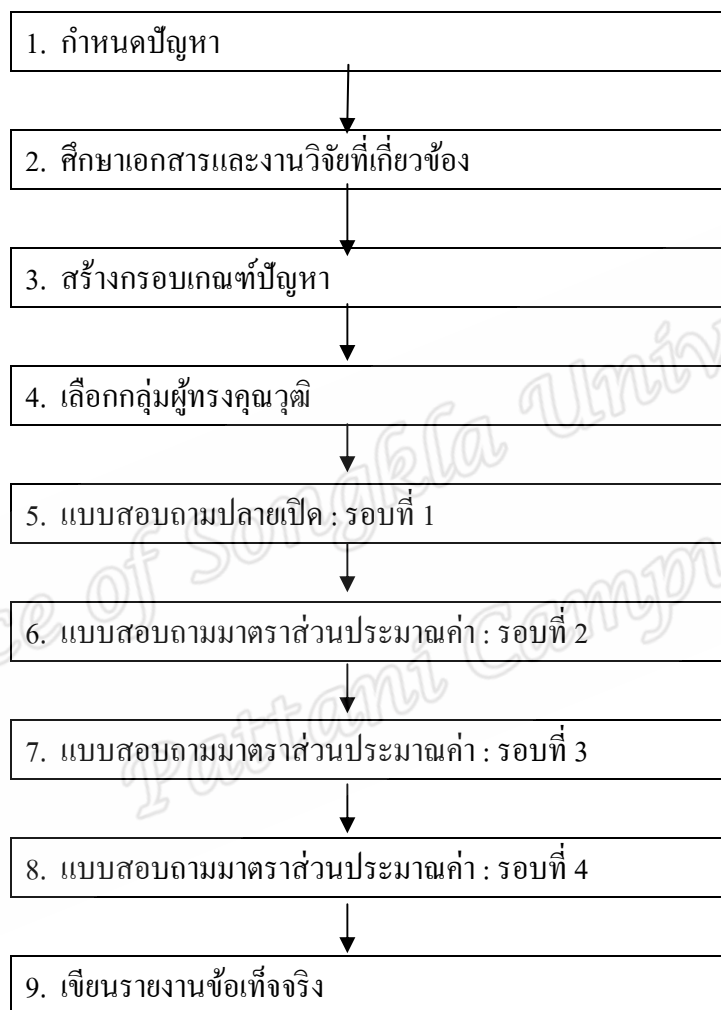 1. กำหนดปัญหา
2. ศึกษาเอกสารและงานวิจัยที่เกี่ยวข้อง
3. สร้างกรอบเกณฑ์ปัญหา
4. เลือกกลุ่มผู้ทรงคุณวุฒิ
5. แบบสอบถามปลายเปิด : รอบที่ 1
6. แบบสอบถามมาตราส่วนประมาณค่า : รอบที่ 2
7. แบบสอบถามมาตราส่วนประมาณค่า : รอบที่ 3
8. แบบสอบถามมาตราส่วนประมาณค่า : รอบที่ 4
9. เขียนรายงานข้อเท็จจริง
of Songkla
Pattani